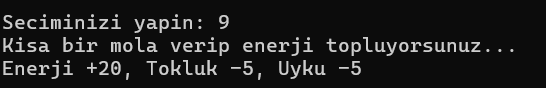 Seciminizi yapin: 9
Kisa bir mola verip enerji topluyorsunuz...
Enerji +20, Tokluk -5, Uyku -5